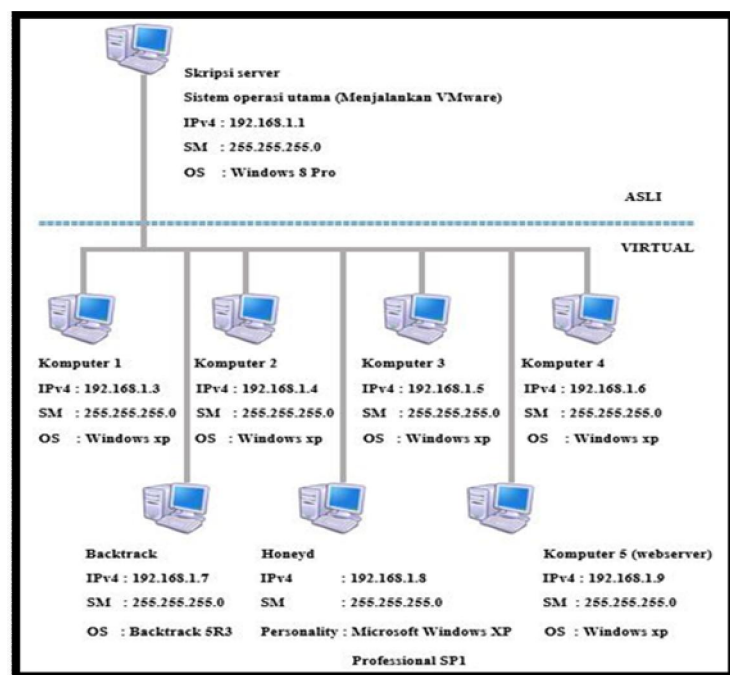 Skripsi server
Sistem operasi utama (Menjalankan VMware)
IPv4 : 192.168.1.1
SM : 255.255.255.0
OS : Windows 8 Pro
ASLI
VIRTUAL
Komputer 1
IPv4 : 192.168.1.3
SM : 255.255.255.0
OS : Windows xp
Komputer 2
IPv4 : 192.168.1.4
SM : 255.255.255.0
OS : Windows xp
Komputer 3
IPv4 : 192.168.1.5
SM : 255.255.255.0
OS : Windows xp
Komputer 4
IPv4 : 192.168.1.6
SM : 255.255.255.0
OS : Windows xp
Backtrack
IPv4 : 192.168.1.7
SM : 255.255.255.0
OS : Backtrack 5R3
Honeyd
IPv4 : 192.168.1.8
SM : 255.255.255.0
Personality : Microsoft Windows XP
Professional SP1
Komputer 5 (webserver)
IPv4 : 192.168.1.9
SM : 255.255.255.0
OS : Windows xp